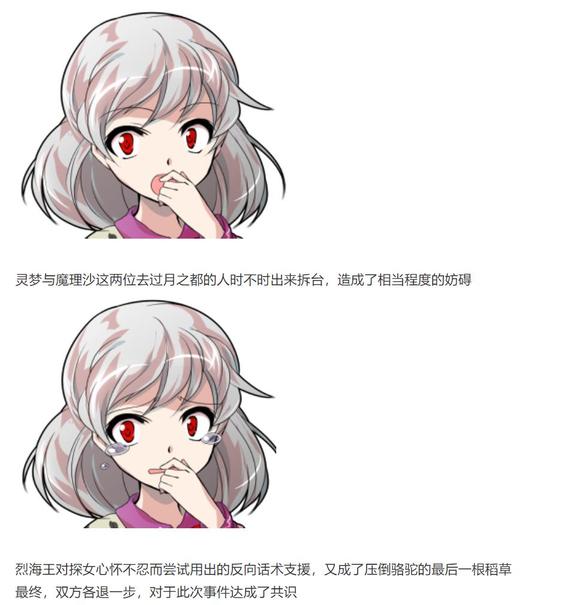 灵梦与魔理沙这两位去过月之都的人时不时出来拆台，造成了相当程度的妨碍
烈海王对探女心怀不忍而尝试用出的反向话术支援，又成了压倒骆驼的最后一根稻草
最终，双方各退一步，对于此次事件达成了共识